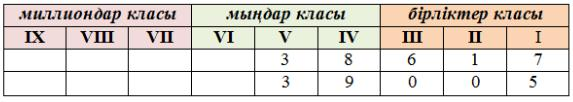 миллиондар класы мыңдар класы бірліктер класы
IX VIII VII VI V IV III II I
3 8 6 1 7
3 9 0 0 5